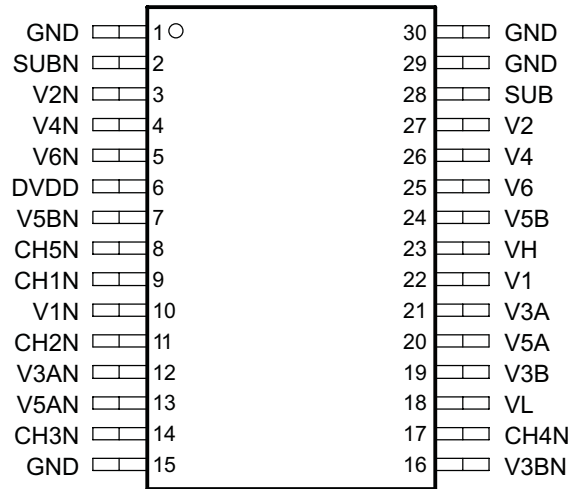 GND 1 30 GND
SUBN 2 29 GND
V2N 3 28 SUB
V4N 4 27 V2
V6N 5 26 V4
DVDD 6 25 V6
V5BN 7 24 V5B
CH5N 8 23 VH
CH1N 9 22 V1
V1N 10 21 V3A
CH2N 11 20 V5A
V3AN 12 19 V3B
V5AN 13 18 VL
CH3N 14 17 CH4N
GND 15 16 V3BN